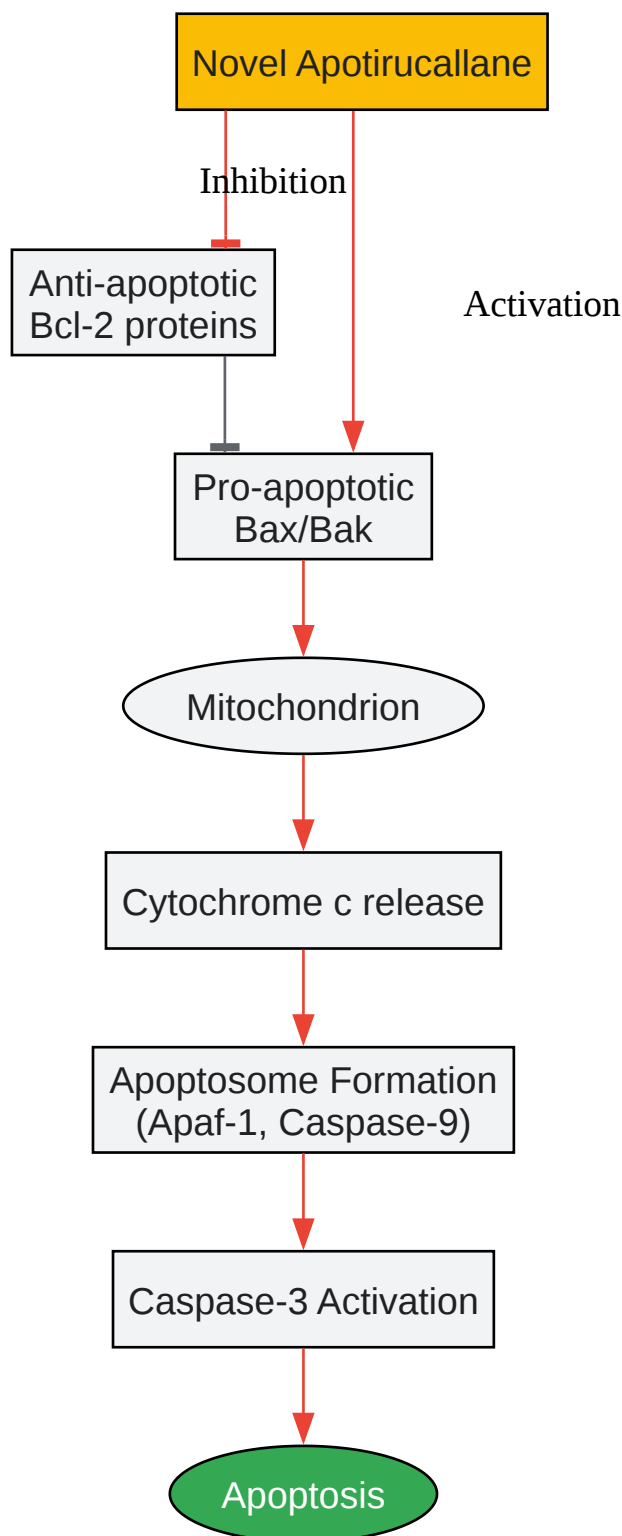 Novel Apotirucallane
Inhibition
Anti-apoptotic
Bcl-2 proteins
Activation
Pro-apoptotic
Bax/Bak
Mitochondrion
Cytochrome c release
Apoptosome Formation
(Apaf-1, Caspase-9)
Caspase-3 Activation
Apoptosis